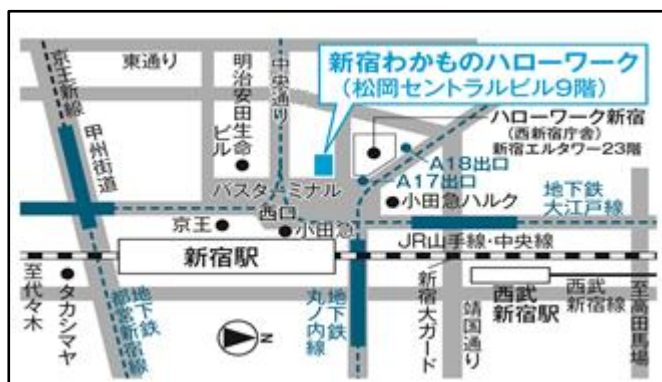 京王新線
甲州街道
東通り
明治安田生命
ビル
中央通り
新宿わかものハローワーク
(松岡セントラルビル9階)
ハローワーク新宿
(西新宿庁舎)
新宿エルタワー23階
A18出口
A17出口
バスターミナル
小田急ハルク
地下鉄
大江戸線
西口
京王
小田急
JR山手線・中央線
新宿駅
至代々木
タカシマヤ
地下鉄
都営新宿線
N
地下鉄
丸ノ内線
新宿大ガード
靖国通り
西武
新宿駅
西武
新宿線
至高田馬場